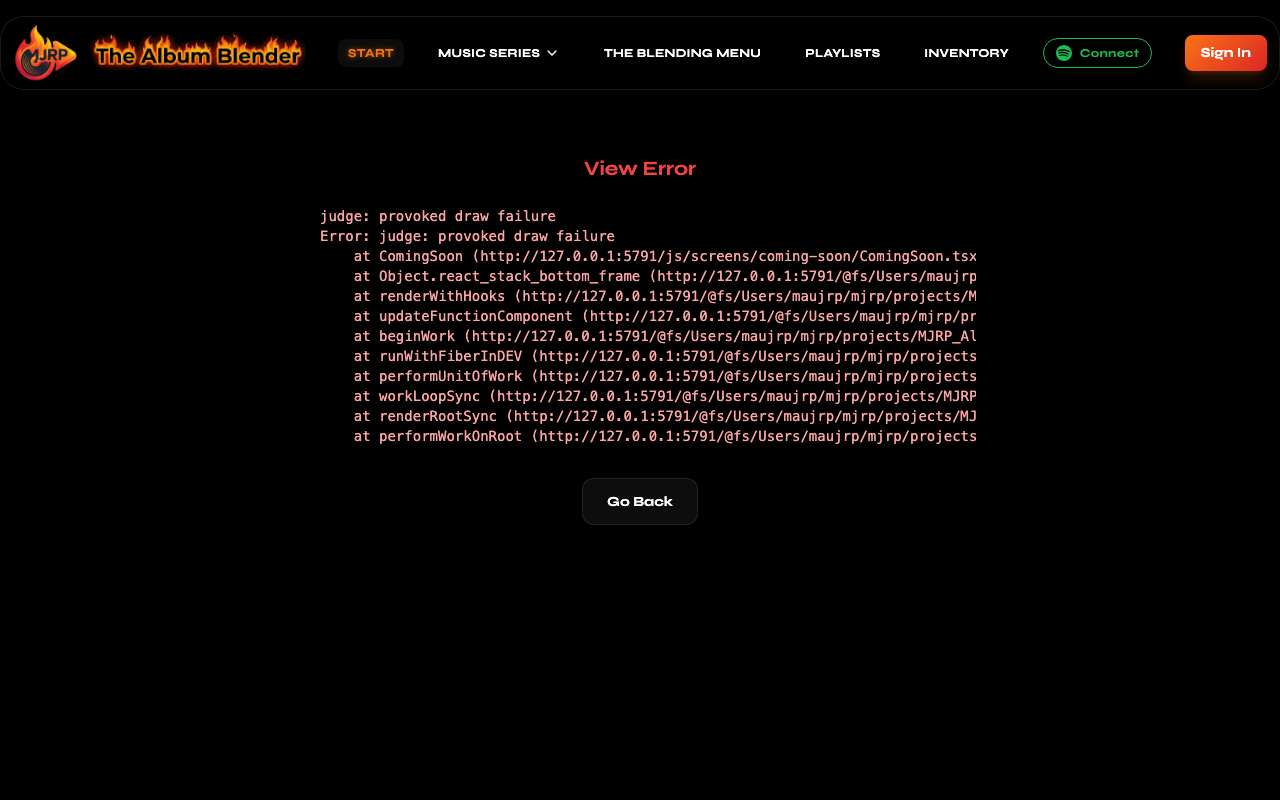 MJRP
The Album Blender
START
MUSIC SERIES
THE BLENDING MENU
PLAYLISTS
INVENTORY
Connect
Sign In
View Error
judge: provoked draw failure
Error: judge: provoked draw failure
at ComingSoon (http://127.0.0.1:5791/js/screens/coming-soon/ComingSoon.tsx
at Object.react_stack_bottom_frame (http://127.0.0.1:5791/@fs/Users/maujrp
at renderWithHooks (http://127.0.0.1:5791/@fs/Users/maujrp/mjrp/projects/M
at updateFunctionComponent (http://127.0.0.1:5791/@fs/Users/maujrp/mjrp/pr
at beginWork (http://127.0.0.1:5791/@fs/Users/maujrp/mjrp/projects/MJRP_Al
at runWithFiberInDEV (http://127.0.0.1:5791/@fs/Users/maujrp/mjrp/projects
at performUnitOfWork (http://127.0.0.1:5791/@fs/Users/maujrp/mjrp/projects
at workLoopSync (http://127.0.0.1:5791/@fs/Users/maujrp/mjrp/projects/MJRP
at renderRootSync (http://127.0.0.1:5791/@fs/Users/maujrp/mjrp/projects/MJ
at performWorkOnRoot (http://127.0.0.1:5791/@fs/Users/maujrp/mjrp/projects
Go Back